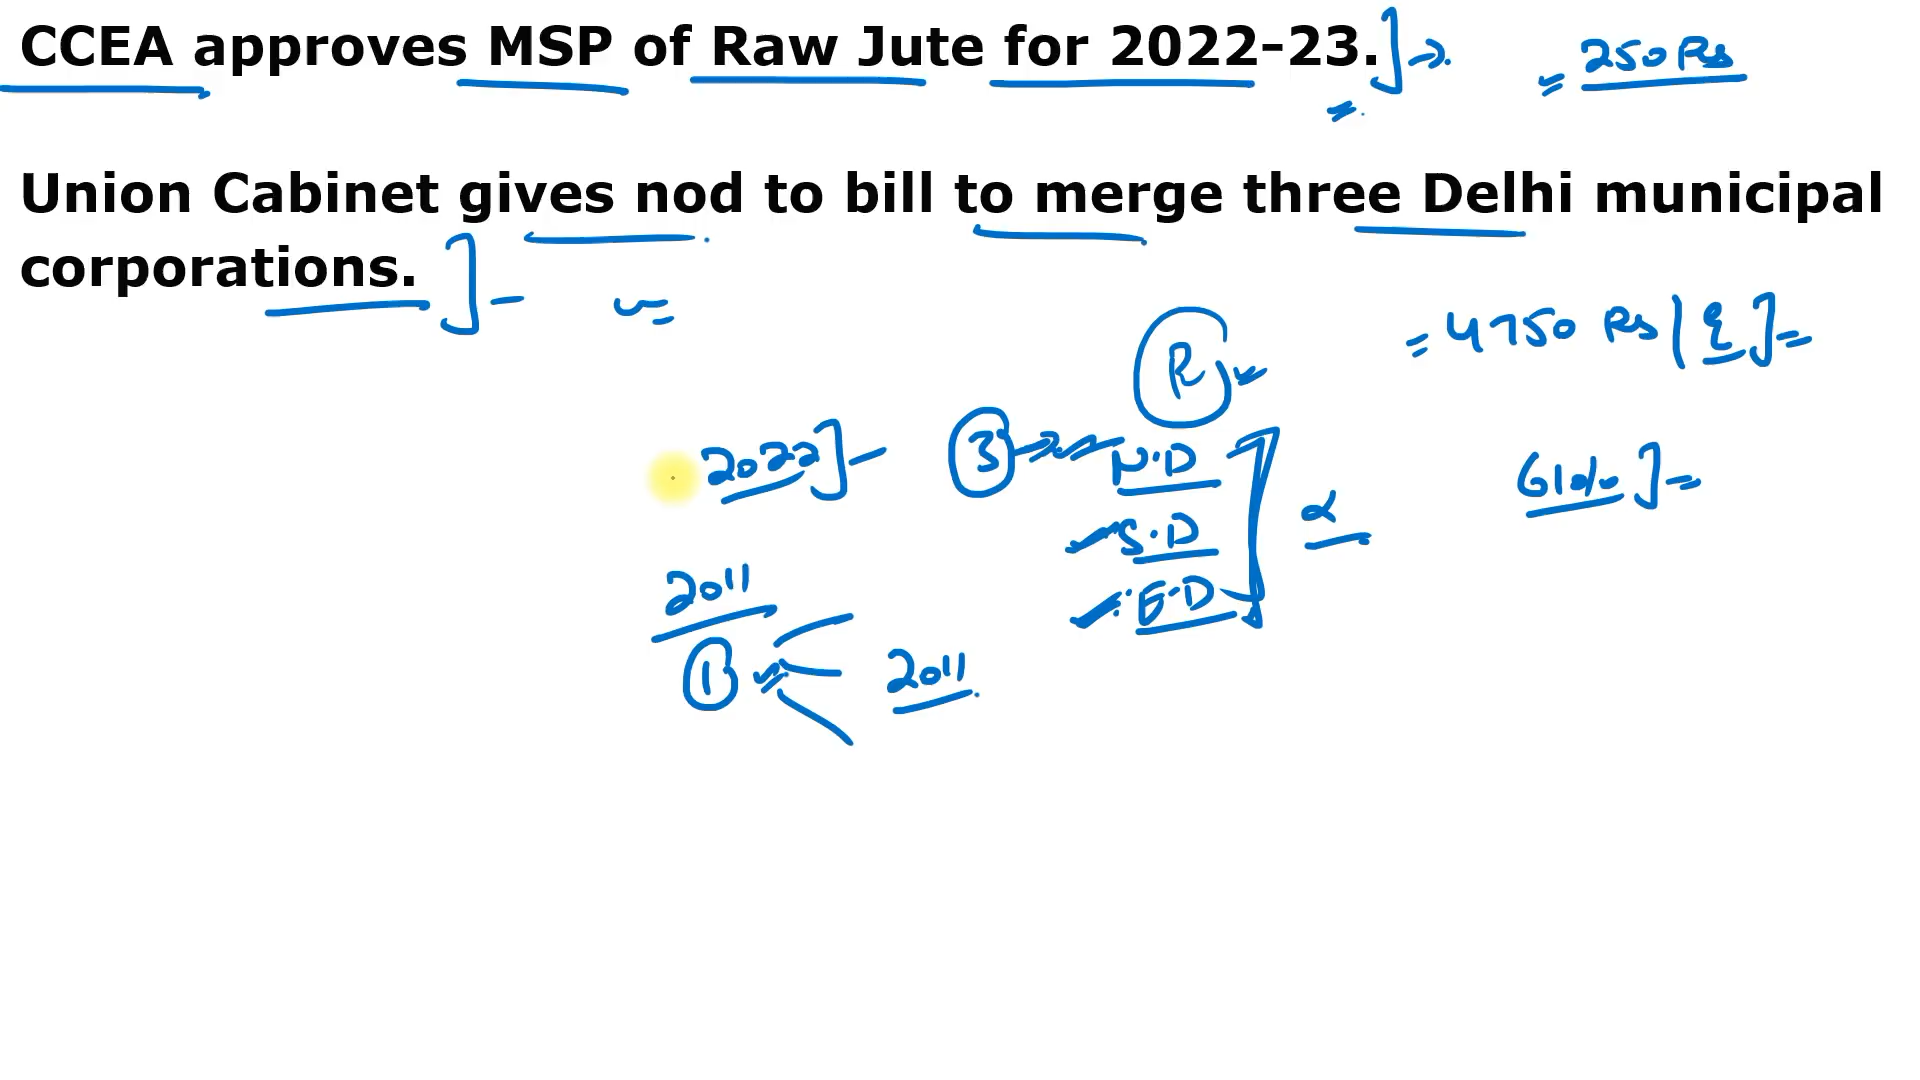 CCEA approves MSP of Raw Jute for 2022–23.
250 Rs
Union Cabinet gives nod to bill to merge three Delhi municipal
corporations.
4750 Rs
R
2022
3
N.D
61%
S.D
2011
E.D
1
2011